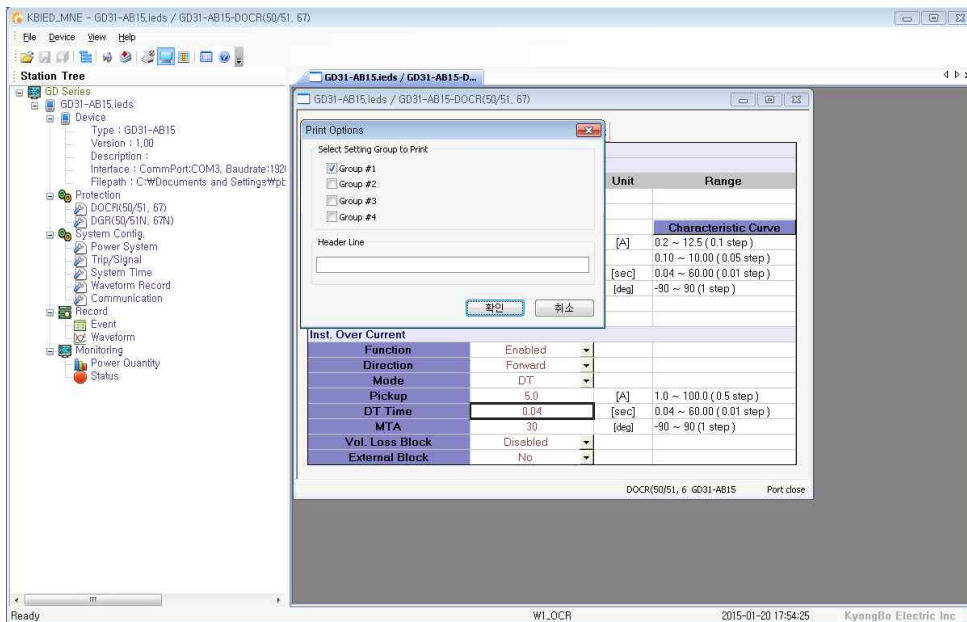 KBIED_MNE - GD31-AB15.ieds / GD31-AB15-DOCR(50/51, 67)
File Device View Help
Station Tree
GD Series
GD31-AB15.ieds
Device
Type : GD31-AB15
Version : 1,00
Description :
Interface : CommPort:COM3, Baudrate:192
Filepath : C:₩Documents and Settings₩pt
Protection
DOCR(50/51, 67)
DGR(50/51N, 67N)
System Config,
Power System
Trip/Signal
System Time
Waveform Record
Communication
Record
Event
Waveform
Monitoring
Power Quantity
Status
GD31-AB15.ieds / GD31-AB15-D...
GD31-AB15,ieds / GD31-AB15-DOCR(50/51, 67)
Print Options
Select Setting Group to Print
Group #1
Group #2
Group #3
Group #4
Header Line
확인 취소
Unit Range
Characteristic Curve
[A] 0.2 ~ 12.5 ( 0.1 step )
0.10 ~ 10.00 (0.05 step )
[sec] 0.04 ~ 60.00 (0.01 step )
[deg] -90 ~ 90 (1 step )
Inst. Over Current
Function Enabled
Direction Forward
Mode DT
Pickup 5.0 [A] 1.0 ~ 100.0 ( 0.5 step )
DT Time 0.04 [sec] 0.04 ~ 60.00 (0.01 step )
MTA 30 [deg] -90 ~ 90 (1 step )
Vol. Loss Block Disabled
External Block No
DOCR(50/51, 6 GD31-AB15 Port close
Ready W1_OCR 2015-01-20 17:54:25 KyongBo Electric Inc